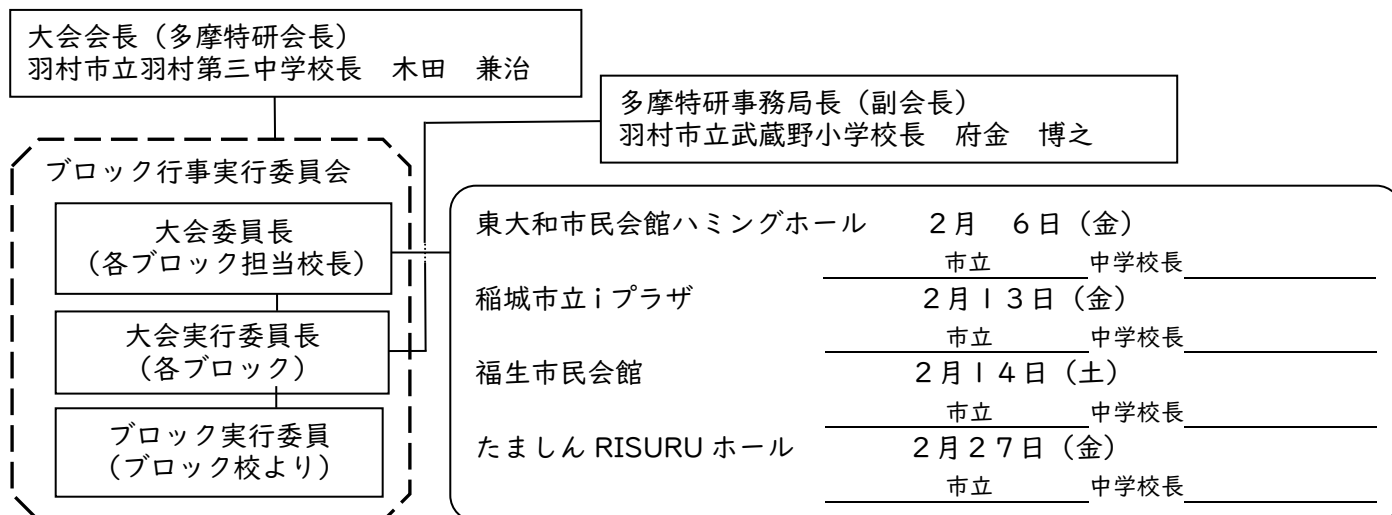 大会会長（多摩特研会長）
羽村市立羽村第三中学校長　木田　兼治
多摩特研事務局長（副会長）
羽村市立武蔵野小学校長　府金　博之
ブロック行事実行委員会
大会委員長
（各ブロック担当校長）
大会実行委員長
（各ブロック）
ブロック実行委員
（ブロック校より）
東大和市民会館ハミングホール　２月　６日（金）
市立　中学校長
稲城市立ｉプラザ　２月１３日（金）
市立　中学校長
福生市民会館　２月１４日（土）
市立　中学校長
たましん RISURU ホール　２月２７日（金）
市立　中学校長